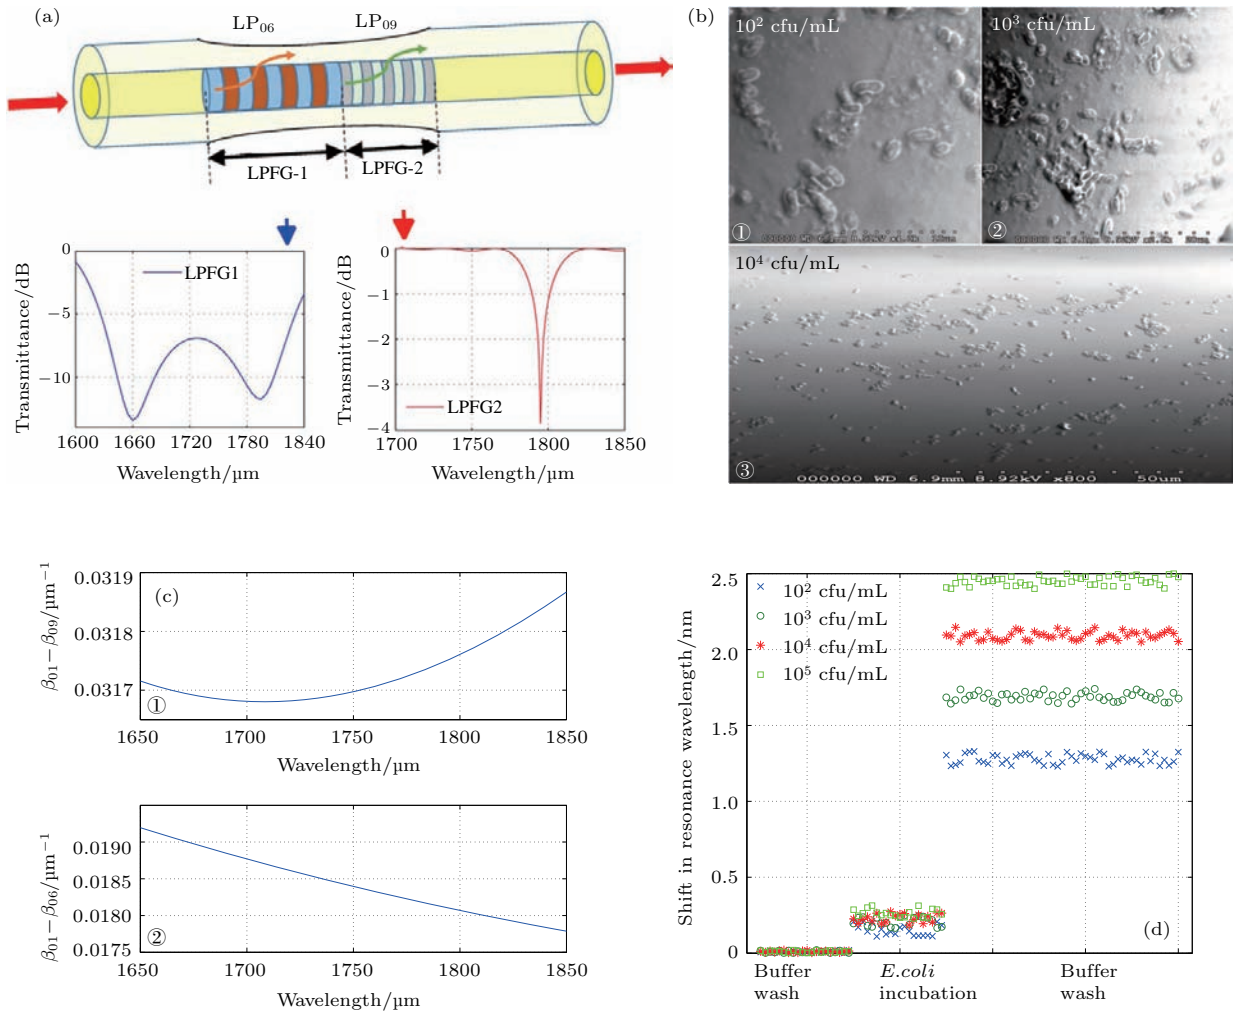 (a)
LP06
LP09
LPFG-1
LPFG-2
0
−5
−10
Transmittance/dB
LPFG1
1600
1660
1720
1780
1840
Wavelength/µm
0
−1
−2
−3
−4
Transmittance/dB
LPFG2
1700
1750
1800
1850
Wavelength/µm
(b)
10² cfu/mL
①
10³ cfu/mL
②
10⁴ cfu/mL
③
000000 WD 6.9mm 8.92kV x800 50um
(c)
0.0319
0.0318
0.0317
β01−β09/µm⁻¹
①
1650
1700
1750
1800
1850
Wavelength/µm
0.0190
0.0185
0.0180
0.0175
β01−β06/µm⁻¹
②
1650
1700
1750
1800
1850
Wavelength/µm
2.5
2.0
1.5
1.0
0.5
0
Shift in resonance wavelength/nm
10² cfu/mL
10³ cfu/mL
10⁴ cfu/mL
10⁵ cfu/mL
(d)
Buffer
wash
E.coli
incubation
Buffer
wash